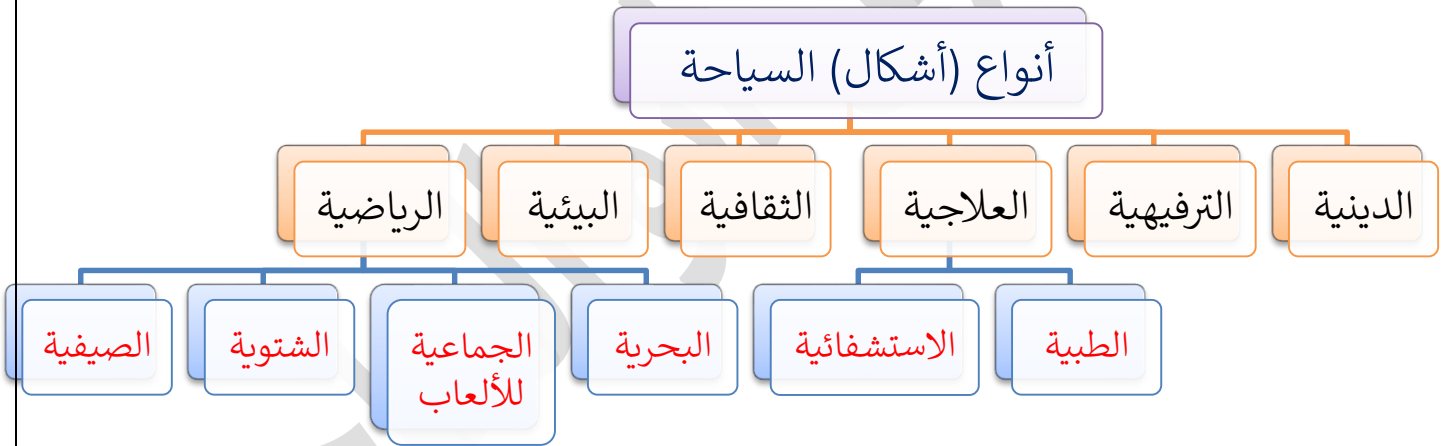 أنواع (أشكال) السياحة
الدينية
الترفيهية
العلاجية
الثقافية
البيئية
الرياضية
الطبية
الاستشفائية
البحرية
الجماعية
للألعاب
الشتوية
الصيفية